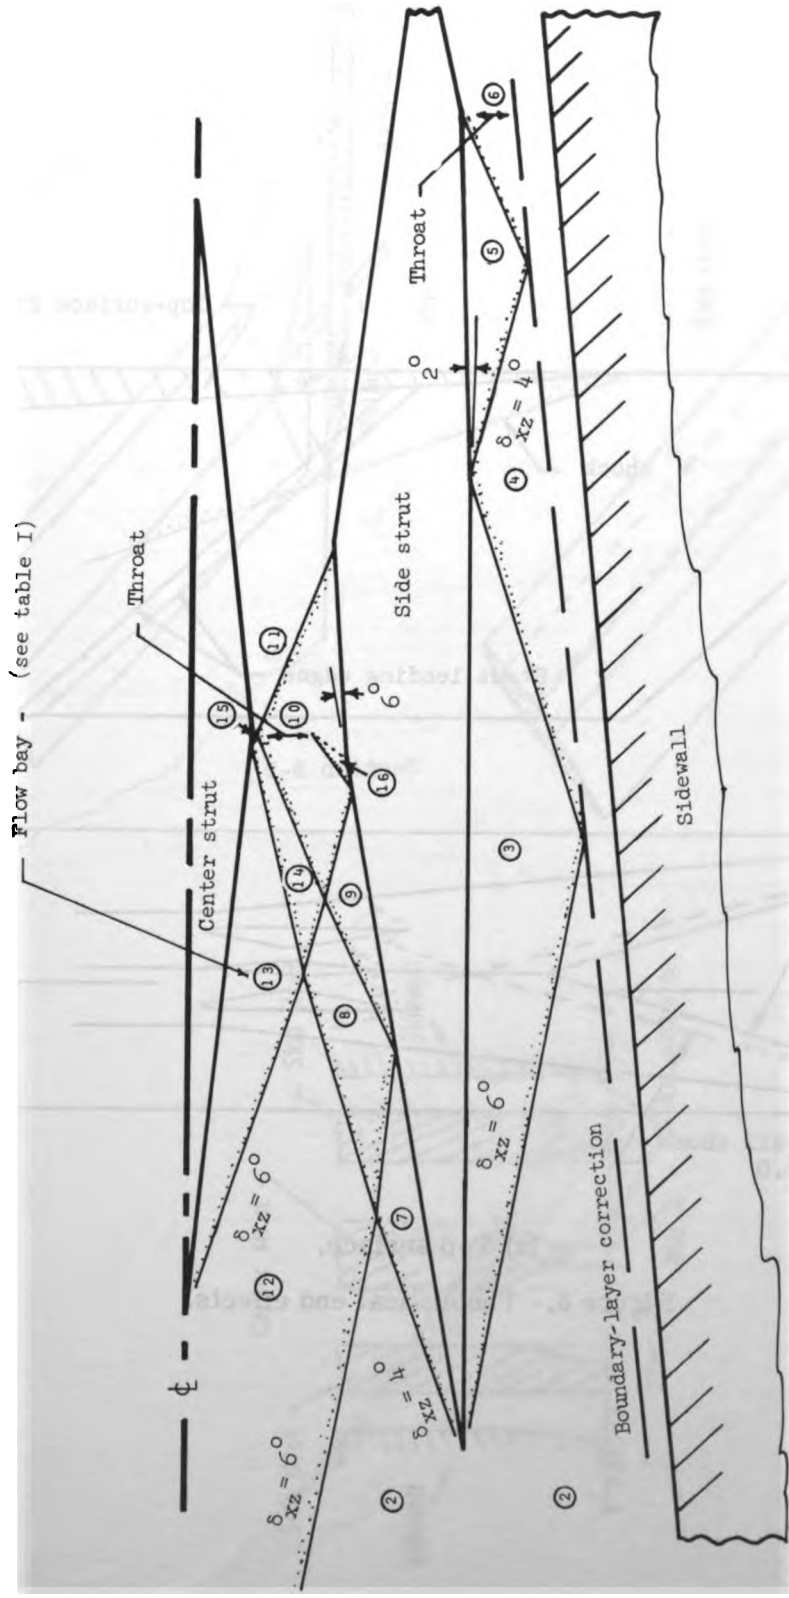 Flow bay - (see table I)
Throat
Center strut
15
10
11
6°
16
14
9
13
8
δxz = 6°
12
7
δxz = 4°
δxz = 6°
℄
2
Throat
6
5
2°
δxz = 4°
4
Side strut
3
δxz = 6°
2
Boundary-layer correction
Sidewall